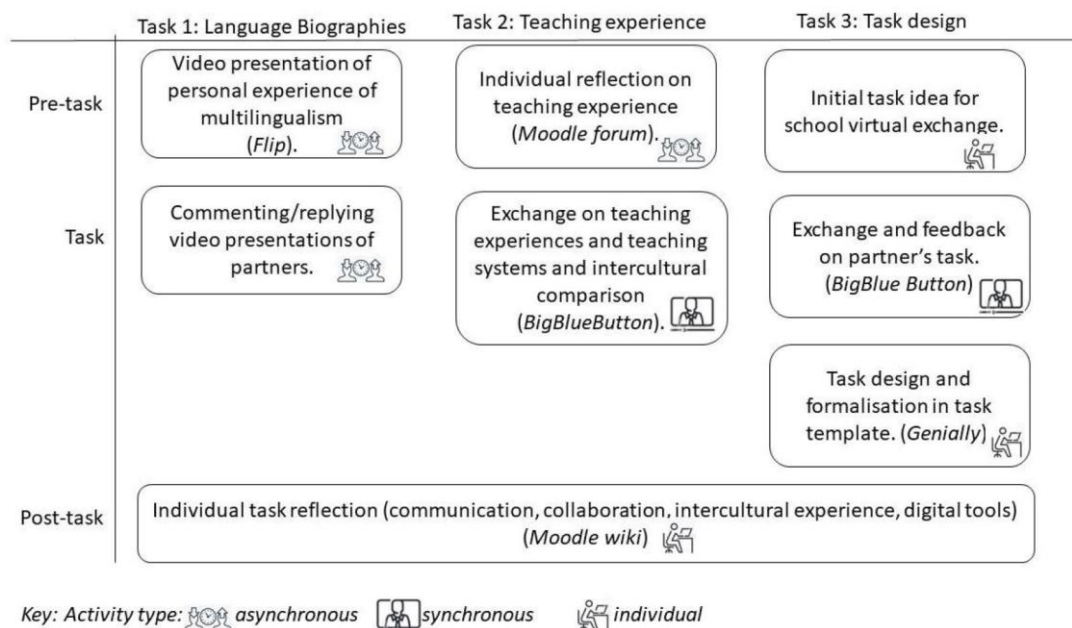 Task 1: Language Biographies
Task 2: Teaching experience
Task 3: Task design
Pre-task
Video presentation of
personal experience of
multilingualism
(Flip).
Individual reflection on
teaching experience
(Moodle forum).
Initial task idea for
school virtual exchange.
Task
Commenting/replying
video presentations of
partners.
Exchange on teaching
experiences and teaching
systems and intercultural
comparison
(BigBlueButton).
Exchange and feedback
on partner's task.
(BigBlue Button)
Task design and
formalisation in task
template. (Genially)
Post-task
Individual task reflection (communication, collaboration, intercultural experience, digital tools)
(Moodle wiki)
Key: Activity type: asynchronous synchronous individual